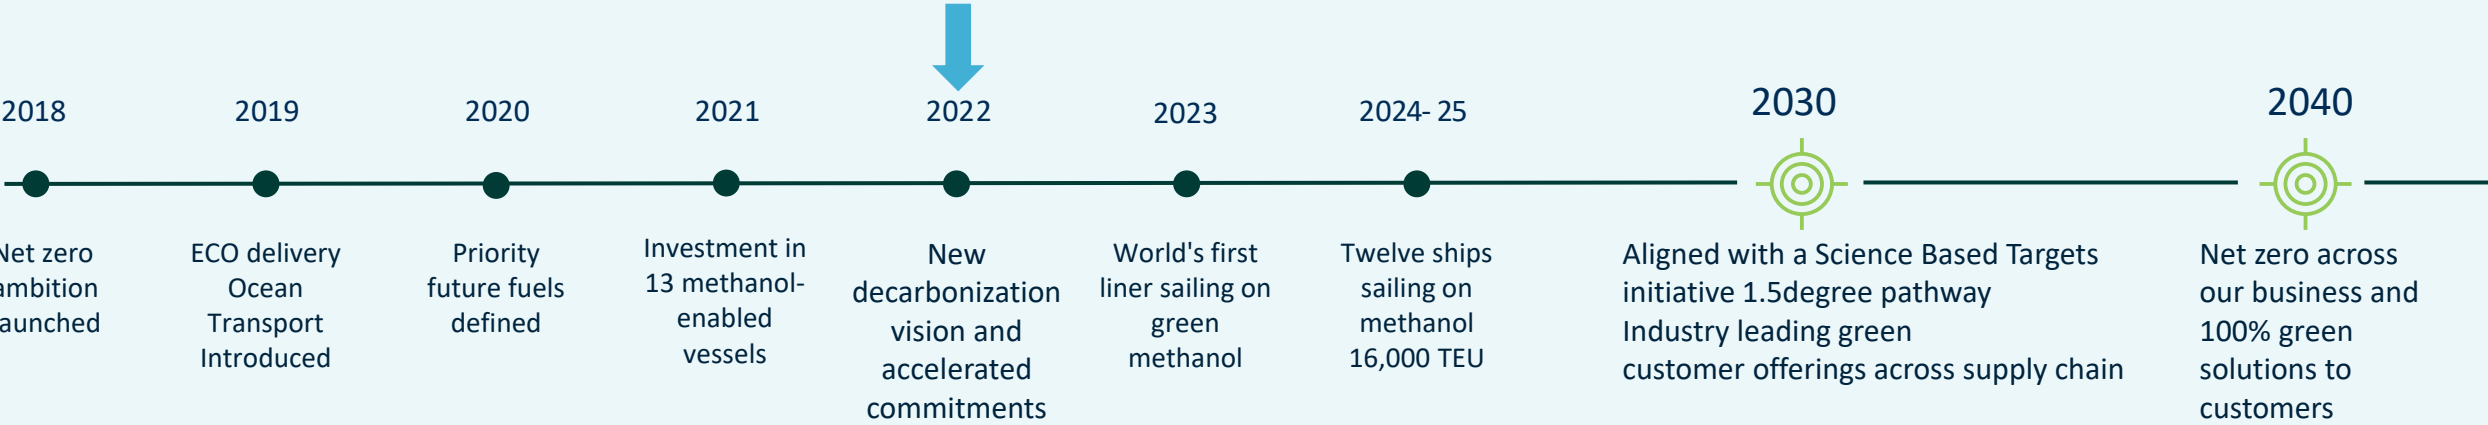 2018
Net zero
ambition
launched
2019
ECO delivery
Ocean
Transport
Introduced
2020
Priority
future fuels
defined
2021
Investment in
13 methanol-
enabled
vessels
2022
New
decarbonization
vision and
accelerated
commitments
2023
World's first
liner sailing on
green
methanol
2024- 25
Twelve ships
sailing on
methanol
16,000 TEU
2030
Aligned with a Science Based Targets
initiative 1.5degree pathway
Industry leading green
customer offerings across supply chain
2040
Net zero across
our business and
100% green
solutions to
customers